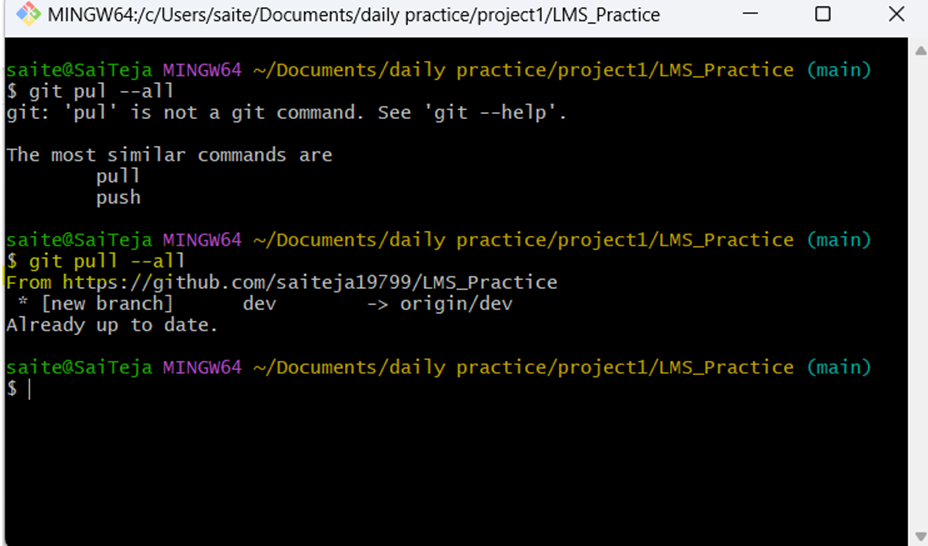 MINGW64:/c/Users/saite/Documents/daily practice/project1/LMS_Practice
saite@SaiTeja MINGW64 ~/Documents/daily practice/project1/LMS_Practice (main)
$ git pul --all
git: 'pul' is not a git command. See 'git --help'.
The most similar commands are
pull
push
saite@SaiTeja MINGW64 ~/Documents/daily practice/project1/LMS_Practice (main)
$ git pull --all
From https://github.com/saiteja19799/LMS_Practice
* [new branch]      dev        -> origin/dev
Already up to date.
saite@SaiTeja MINGW64 ~/Documents/daily practice/project1/LMS_Practice (main)
$